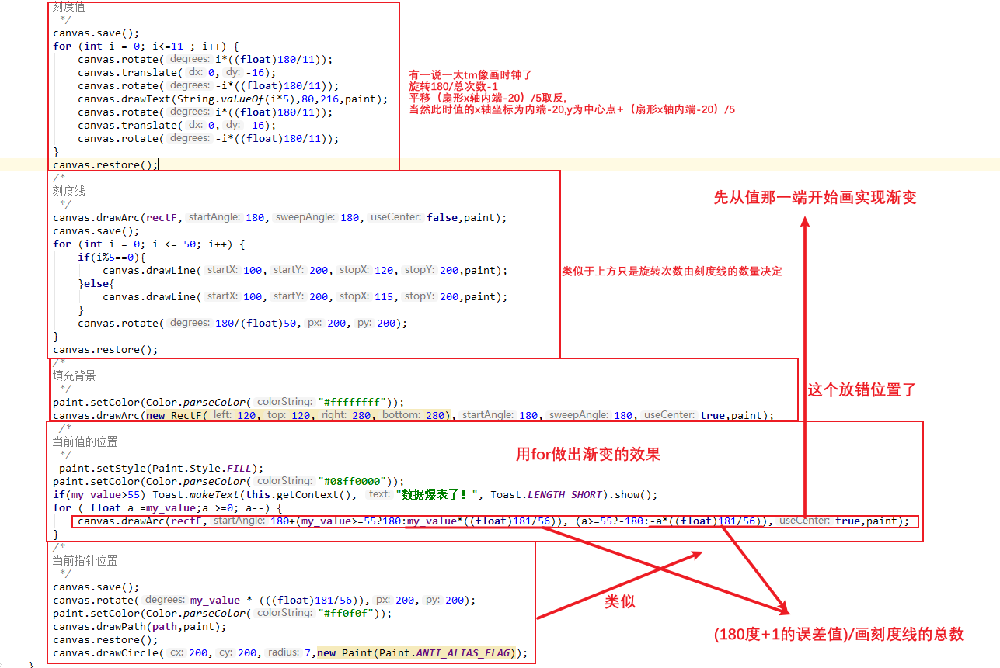 刻度值
*/
canvas.save();
for (int i = 0; i<=11 ; i++) {
canvas.rotate( degrees: i*((float)180/11));
canvas.translate( dx: 0, dy: -16);
canvas.rotate( degrees: -i*((float)180/11));
canvas.drawText(String.valueOf(i*5),80,216,paint);
canvas.rotate( degrees: i*((float)180/11));
canvas.translate( dx: 0, dy: -16);
canvas.rotate( degrees: -i*((float)180/11));
}
canvas.restore();
有一说一太tm像画时钟了
旋转180/总次数-1
平移（扇形x轴内端-20）/5取反,
当然此时值的x轴坐标为内端-20,y为中心点+（扇形x轴内端-20）/5
/*
刻度线
*/
canvas.drawArc(rectF, startAngle: 180, sweepAngle: 180, useCenter: false,paint);
canvas.save();
for (int i = 0; i <= 50; i++) {
if(i%5==0){
canvas.drawLine( startX: 100, startY: 200, stopX: 120, stopY: 200,paint);
}else{
canvas.drawLine( startX: 100, startY: 200, stopX: 115, stopY: 200,paint);
}
canvas.rotate( degrees: 180/(float)50, px: 200, py: 200);
}
canvas.restore();
类似于上方只是旋转次数由刻度线的数量决定
先从值那一端开始画实现渐变
/*
填充背景
*/
paint.setColor(Color.parseColor( colorString: "#ffffffff"));
canvas.drawArc(new RectF( left: 120, top: 120, right: 280, bottom: 280), startAngle: 180, sweepAngle: 180, useCenter: true,paint);
这个放错位置了
/*
当前值的位置
*/
paint.setStyle(Paint.Style.FILL);
paint.setColor(Color.parseColor( colorString: "#08ff0000"));
if(my_value>55) Toast.makeText(this.getContext(), text: "数据爆表了！", Toast.LENGTH_SHORT).show();
for ( float a =my_value;a >=0; a--) {
canvas.drawArc(rectF, startAngle: 180+(my_value>=55?180:my_value*((float)181/56)), (a>=55?-180:-a*((float)181/56)), useCenter: true,paint);
}
用for做出渐变的效果
/*
当前指针位置
*/
canvas.save();
canvas.rotate( degrees: my_value * (((float)181/56)), px: 200, py: 200);
paint.setColor(Color.parseColor( colorString: "#ff0f0f"));
canvas.drawPath(path,paint);
canvas.restore();
canvas.drawCircle( cx: 200, cy: 200, radius: 7,new Paint(Paint.ANTI_ALIAS_FLAG));
}
类似
(180度+1的误差值)/画刻度线的总数